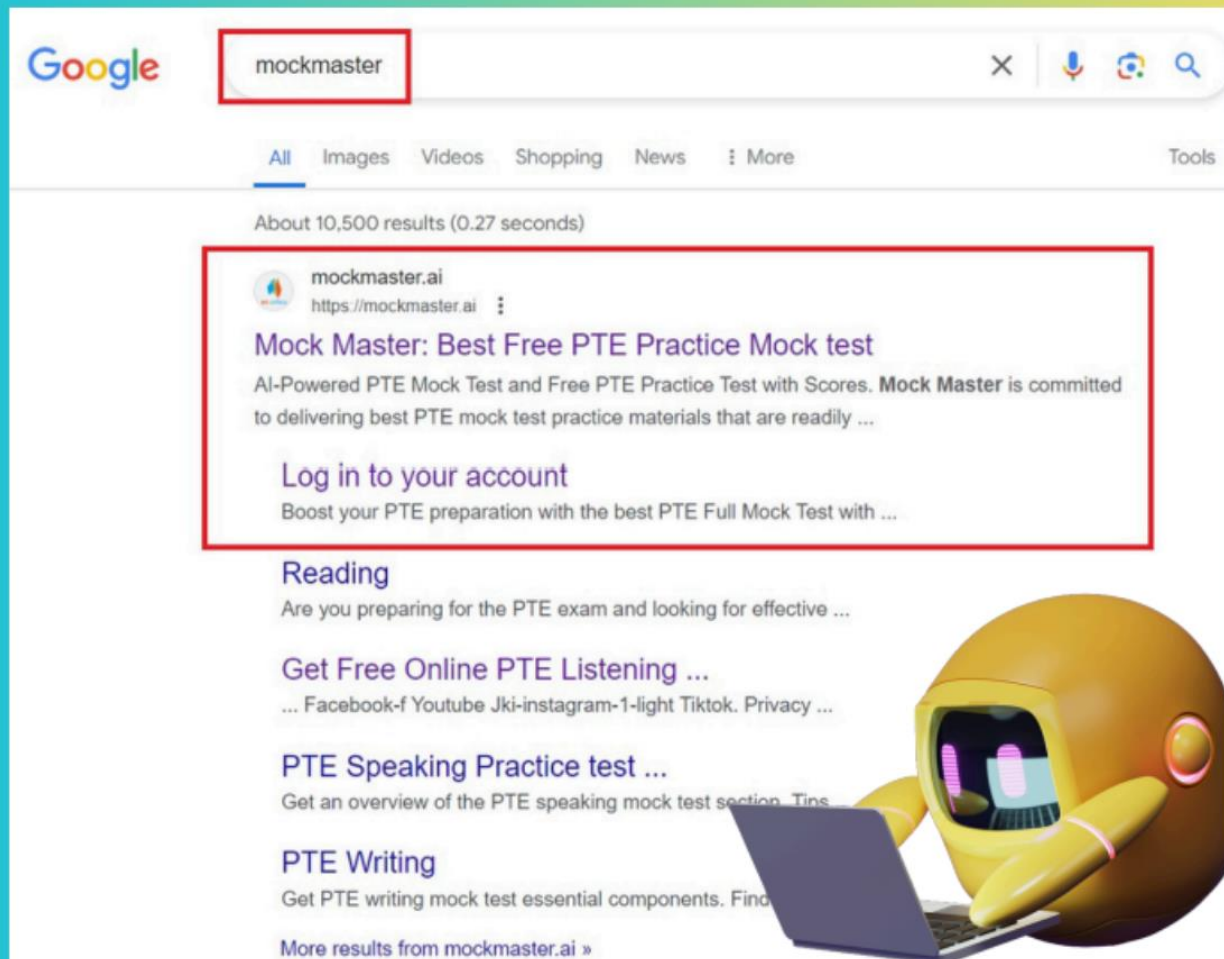 Google
mockmaster
All Images Videos Shopping News More Tools
About 10,500 results (0.27 seconds)
mockmaster.ai
https://mockmaster.ai
Mock Master: Best Free PTE Practice Mock test
AI-Powered PTE Mock Test and Free PTE Practice Test with Scores. Mock Master is committed
to delivering best PTE mock test practice materials that are readily ...
Log in to your account
Boost your PTE preparation with the best PTE Full Mock Test with ...
Reading
Are you preparing for the PTE exam and looking for effective ...
Get Free Online PTE Listening ...
... Facebook-f Youtube Jki-instagram-1-light Tiktok. Privacy ...
PTE Speaking Practice test ...
Get an overview of the PTE speaking mock test section. Tips
PTE Writing
Get PTE writing mock test essential components. Find
More results from mockmaster.ai »